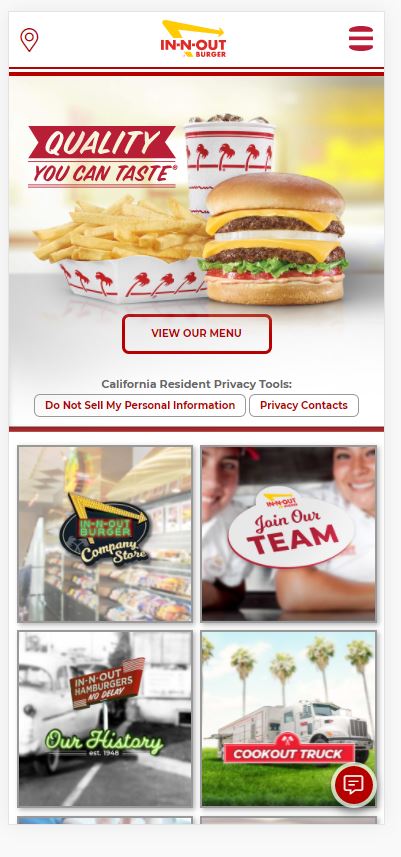 IN-N-OUT
BURGER
QUALITY
YOU CAN TASTE®
VIEW OUR MENU
California Resident Privacy Tools:
Do Not Sell My Personal Information
Privacy Contacts
IN-N-OUT
BURGER
Company
Store
IN-N-OUT
BURGER
Join Our
TEAM
IN-N-OUT
HAMBURGERS
NO DELAY
Our History
est. 1948
COOKOUT TRUCK